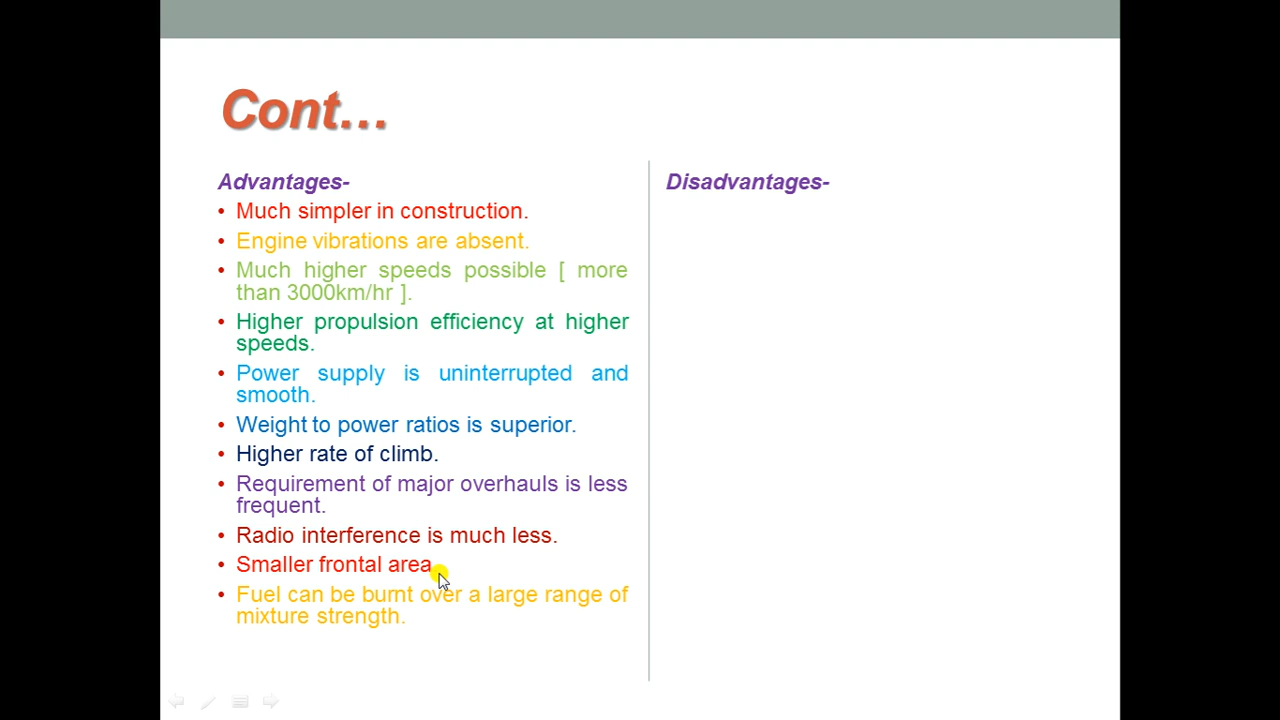 Cont…
Advantages-
• Much simpler in construction.
• Engine vibrations are absent.
• Much higher speeds possible [ more
than 3000km/hr ].
• Higher propulsion efficiency at higher
speeds.
• Power supply is uninterrupted and
smooth.
• Weight to power ratios is superior.
• Higher rate of climb.
• Requirement of major overhauls is less
frequent.
• Radio interference is much less.
• Smaller frontal area
• Fuel can be burnt over a large range of
mixture strength.
Disadvantages-